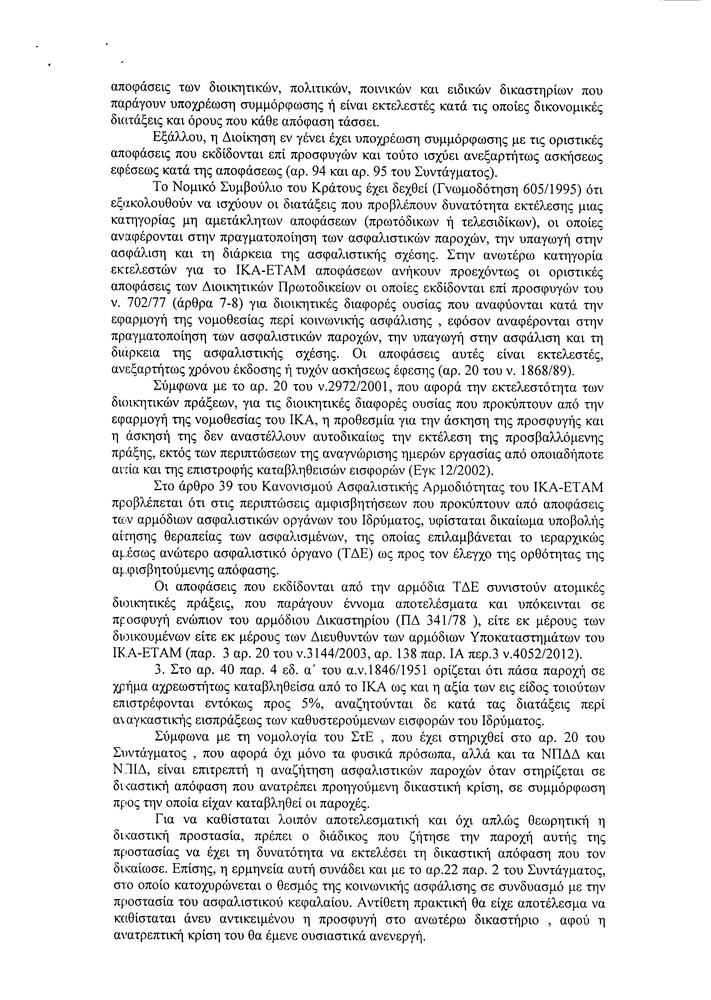 αποφάσεις των διοικητικών, πολιτικών, ποινικών και ειδικών δικαστηρίων που
παράγουν υποχρέωση συμμόρφωσης ή είναι εκτελεστές κατά τις οποίες δικονομικές
διατάξεις και όρους που κάθε απόφαση τάσσει.
Εξάλλου, η Διοίκηση εν γένει έχει υποχρέωση συμμόρφωσης με τις οριστικές
αποφάσεις που εκδίδονται επί προσφυγών και τούτο ισχύει ανεξαρτήτως ασκήσεως
εφέσεως κατά της αποφάσεως (αρ. 94 και αρ. 95 του Συντάγματος).
Το Νομικό Συμβούλιο του Κράτους έχει δεχθεί (Γνωμοδότηση 605/1995) ότι
εξακολουθούν να ισχύουν οι διατάξεις που προβλέπουν δυνατότητα εκτέλεσης μιας
κατηγορίας μη αμετάκλητων αποφάσεων (πρωτόδικων ή τελεσιδίκων), οι οποίες
αναφέρονται στην πραγματοποίηση των ασφαλιστικών παροχών, την υπαγωγή στην
ασφάλιση και τη διάρκεια της ασφαλιστικής σχέσης. Στην ανωτέρω κατηγορία
εκτελεστών για το ΙΚΑ-ΕΤΑΜ αποφάσεων ανήκουν προεχόντως οι οριστικές
αποφάσεις των Διοικητικών Πρωτοδικείων οι οποίες εκδίδονται επί προσφυγών του
ν. 702/77 (άρθρα 7-8) για διοικητικές διαφορές ουσίας που αναφύονται κατά την
εφαρμογή της νομοθεσίας περί κοινωνικής ασφάλισης , εφόσον αναφέρονται στην
πραγματοποίηση των ασφαλιστικών παροχών, την υπαγωγή στην ασφάλιση και τη
διάρκεια της ασφαλιστικής σχέσης. Οι αποφάσεις αυτές είναι εκτελεστές,
ανεξαρτήτως χρόνου έκδοσης ή τυχόν ασκήσεως έφεσης (αρ. 20 του ν. 1868/89).
Σύμφωνα με το αρ. 20 του ν.2972/2001, που αφορά την εκτελεστότητα των
διοικητικών πράξεων, για τις διοικητικές διαφορές ουσίας που προκύπτουν από την
εφαρμογή της νομοθεσίας του ΙΚΑ, η προθεσμία για την άσκηση της προσφυγής και
η άσκησή της δεν αναστέλλουν αυτοδικαίως την εκτέλεση της προσβαλλόμενης
πράξης, εκτός των περιπτώσεων της αναγνώρισης ημερών εργασίας από οποιαδήποτε
αιτία και της επιστροφής καταβληθεισών εισφορών (Εγκ 12/2002).
Στο άρθρο 39 του Κανονισμού Ασφαλιστικής Αρμοδιότητας του ΙΚΑ-ΕΤΑΜ
προβλέπεται ότι στις περιπτώσεις αμφισβητήσεων που προκύπτουν από αποφάσεις
των αρμόδιων ασφαλιστικών οργάνων του Ιδρύματος, υφίσταται δικαίωμα υποβολής
αίτησης θεραπείας των ασφαλισμένων, της οποίας επιλαμβάνεται το ιεραρχικώς
αμέσως ανώτερο ασφαλιστικό όργανο (ΤΔΕ) ως προς τον έλεγχο της ορθότητας της
αμφισβητούμενης απόφασης.
Οι αποφάσεις που εκδίδονται από την αρμόδια ΤΔΕ συνιστούν ατομικές
διοικητικές πράξεις, που παράγουν έννομα αποτελέσματα και υπόκεινται σε
προσφυγή ενώπιον του αρμόδιου Δικαστηρίου (ΠΔ 341/78 ), είτε εκ μέρους των
διοικουμένων είτε εκ μέρους των Διευθυντών των αρμόδιων Υποκαταστημάτων του
ΙΚΑ-ΕΤΑΜ (παρ. 3 αρ. 20 του ν.3144/2003, αρ. 138 παρ. ΙΑ περ.3 ν.4052/2012).
3. Στο αρ. 40 παρ. 4 εδ. α΄ του α.ν.1846/1951 ορίζεται ότι πάσα παροχή σε
χρήμα αχρεωστήτως καταβληθείσα από το ΙΚΑ ως και η αξία των εις είδος τοιούτων
επιστρέφονται εντόκως προς 5%, αναζητούνται δε κατά τας διατάξεις περί
αναγκαστικής εισπράξεως των καθυστερούμενων εισφορών του Ιδρύματος.
Σύμφωνα με τη νομολογία του ΣτΕ , που έχει στηριχθεί στο αρ. 20 του
Συντάγματος , που αφορά όχι μόνο τα φυσικά πρόσωπα, αλλά και τα ΝΠΔΔ και
ΝΠΙΔ, είναι επιτρεπτή η αναζήτηση ασφαλιστικών παροχών όταν στηρίζεται σε
δικαστική απόφαση που ανατρέπει προηγούμενη δικαστική κρίση, σε συμμόρφωση
προς την οποία είχαν καταβληθεί οι παροχές.
Για να καθίσταται λοιπόν αποτελεσματική και όχι απλώς θεωρητική η
δικαστική προστασία, πρέπει ο διάδικος που ζήτησε την παροχή αυτής της
προστασίας να έχει τη δυνατότητα να εκτελέσει τη δικαστική απόφαση που τον
δικαίωσε. Επίσης, η ερμηνεία αυτή συνάδει και με το αρ.22 παρ. 2 του Συντάγματος,
στο οποίο κατοχυρώνεται ο θεσμός της κοινωνικής ασφάλισης σε συνδυασμό με την
προστασία του ασφαλιστικού κεφαλαίου. Αντίθετη πρακτική θα είχε αποτέλεσμα να
καθίσταται άνευ αντικειμένου η προσφυγή στο ανωτέρω δικαστήριο , αφού η
ανατρεπτική κρίση του θα έμενε ουσιαστικά ανενεργή.